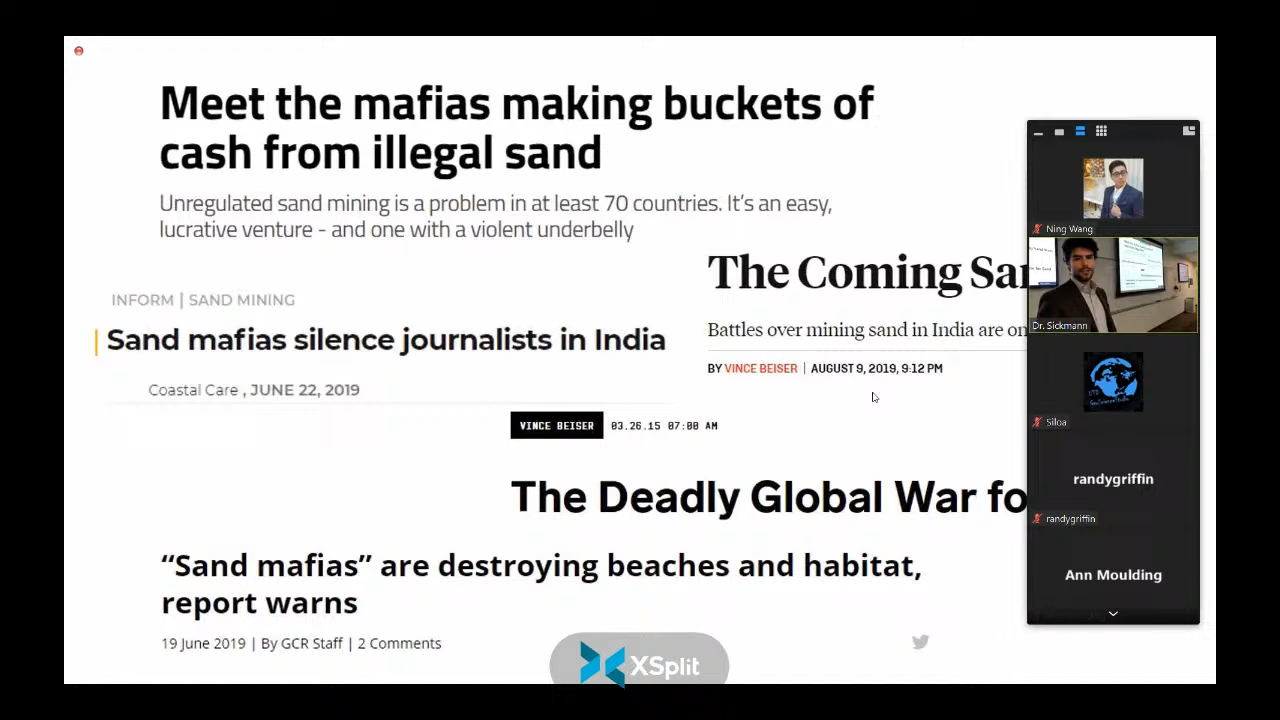 Meet the mafias making buckets of
cash from illegal sand
Unregulated sand mining is a problem in at least 70 countries. It's an easy,
lucrative venture - and one with a violent underbelly
The Coming Sa
Battles over mining sand in India are on
BY VINCE BEISER | AUGUST 9, 2019, 9:12 PM
INFORM | SAND MINING
Sand mafias silence journalists in India
Coastal Care , JUNE 22, 2019
VINCE BEISER 03.26.15 07:00 AM
The Deadly Global War fo
“Sand mafias” are destroying beaches and habitat,
report warns
19 June 2019 | By GCR Staff | 2 Comments
XSplit
Ning Wang
Dr. Sickmann
Siloa
randygriffin
randygriffin
Ann Moulding